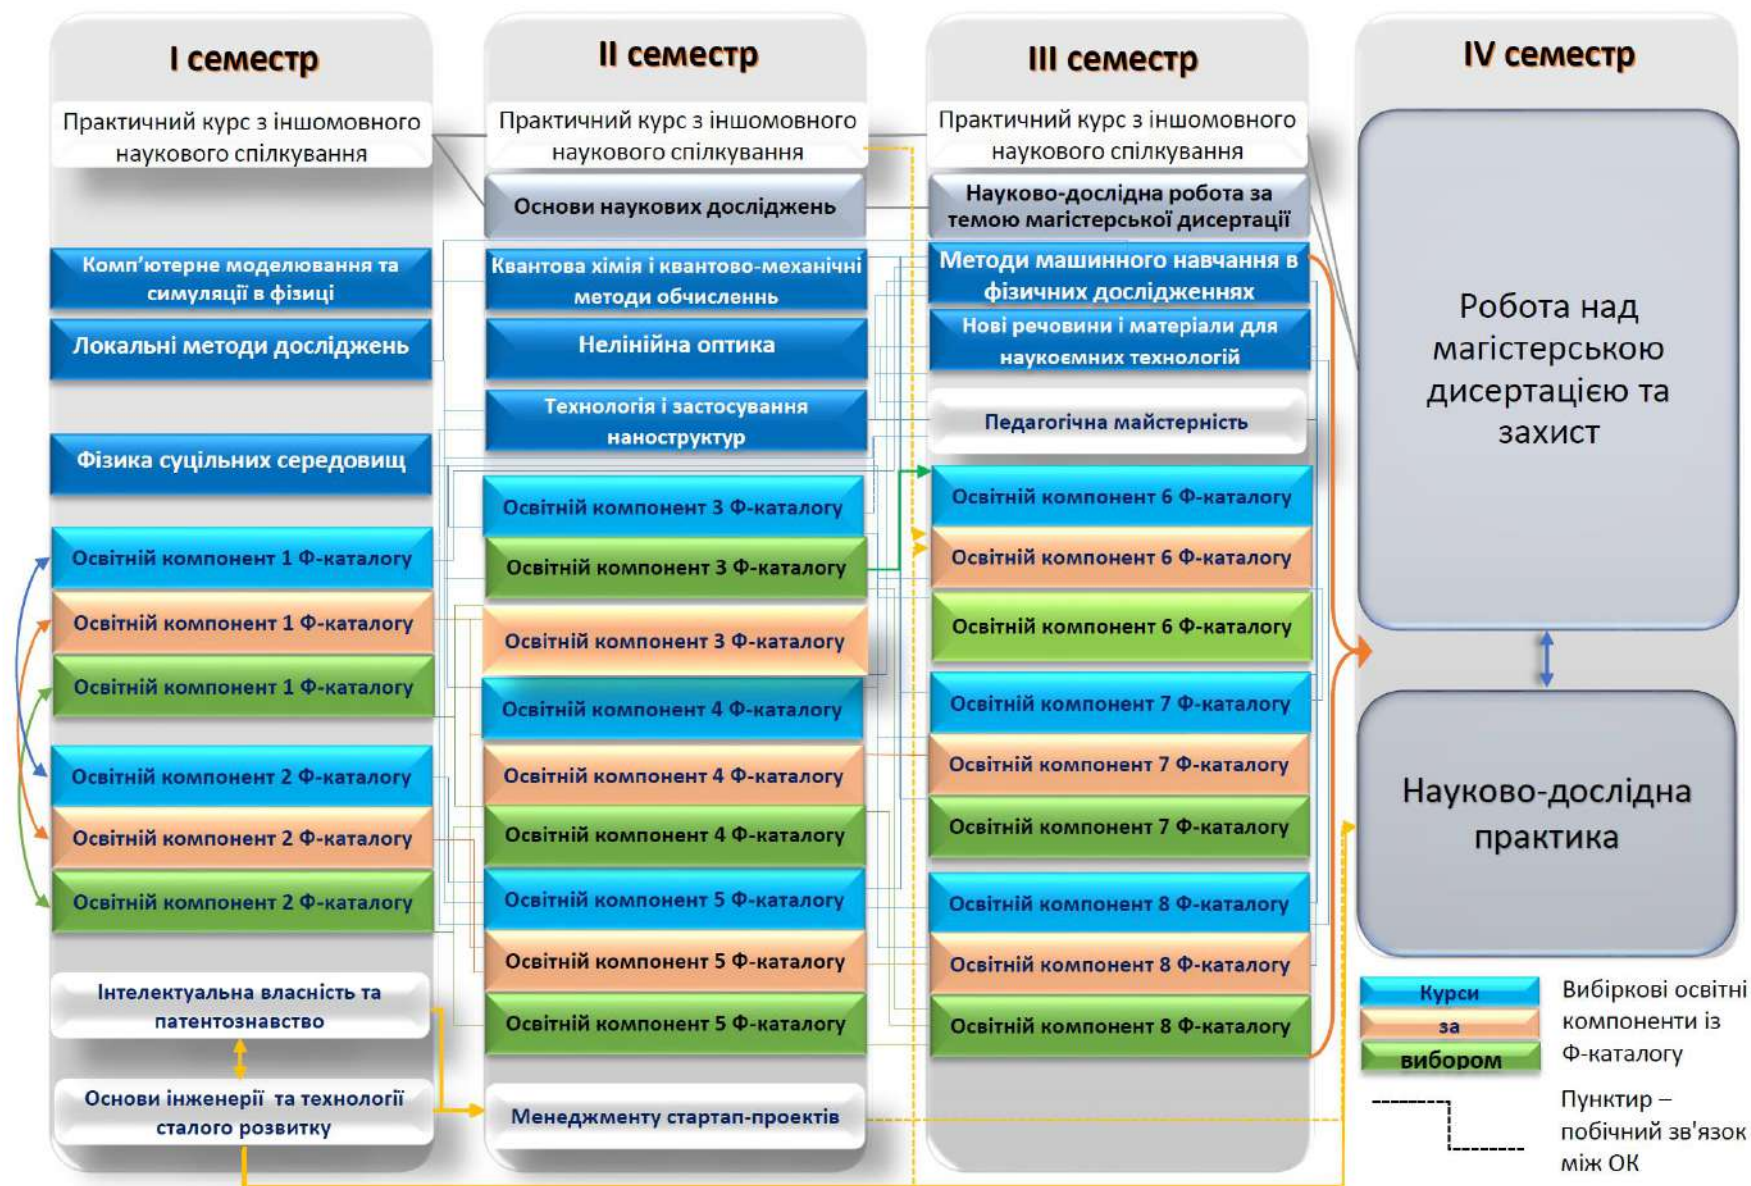 I семестр
Практичний курс з іншомовного
наукового спілкування
Комп’ютерне моделювання та
симуляції в фізиці
Локальні методи досліджень
Фізика суцільних середовищ
Освітній компонент 1 Ф-каталогу
Освітній компонент 1 Ф-каталогу
Освітній компонент 1 Ф-каталогу
Освітній компонент 2 Ф-каталогу
Освітній компонент 2 Ф-каталогу
Освітній компонент 2 Ф-каталогу
Інтелектуальна власність та
патентознавство
Основи інженерії та технології
сталого розвитку
II семестр
Практичний курс з іншомовного
наукового спілкування
Основи наукових досліджень
Квантова хімія і квантово-механічні
методи обчисленнь
Нелінійна оптика
Технологія і застосування
наноструктур
Освітній компонент 3 Ф-каталогу
Освітній компонент 3 Ф-каталогу
Освітній компонент 3 Ф-каталогу
Освітній компонент 4 Ф-каталогу
Освітній компонент 4 Ф-каталогу
Освітній компонент 4 Ф-каталогу
Освітній компонент 5 Ф-каталогу
Освітній компонент 5 Ф-каталогу
Освітній компонент 5 Ф-каталогу
Менеджменту стартап-проектів
III семестр
Практичний курс з іншомовного
наукового спілкування
Науково-дослідна робота за
темою магістерської дисертації
Методи машинного навчання в
фізичних дослідженнях
Нові речовини і матеріали для
наукоємних технологій
Педагогічна майстерність
Освітній компонент 6 Ф-каталогу
Освітній компонент 6 Ф-каталогу
Освітній компонент 6 Ф-каталогу
Освітній компонент 7 Ф-каталогу
Освітній компонент 7 Ф-каталогу
Освітній компонент 7 Ф-каталогу
Освітній компонент 8 Ф-каталогу
Освітній компонент 8 Ф-каталогу
Освітній компонент 8 Ф-каталогу
IV семестр
Робота над
магістерською
дисертацією та
захист
Науково-дослідна
практика
Курси
за
вибором
Вибіркові освітні
компоненти із
Ф-каталогу
Пунктир –
побічний зв'язок
між ОК